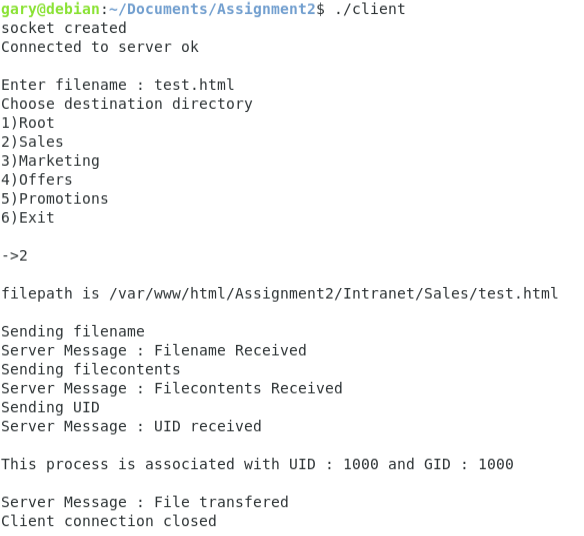 gary@debian:~/Documents/Assignment2$ ./client
socket created
Connected to server ok
Enter filename : test.html
Choose destination directory
1)Root
2)Sales
3)Marketing
4)Offers
5)Promotions
6)Exit
->2
filepath is /var/www/html/Assignment2/Intranet/Sales/test.html
Sending filename
Server Message : Filename Received
Sending filecontents
Server Message : Filecontents Received
Sending UID
Server Message : UID received
This process is associated with UID : 1000 and GID : 1000
Server Message : File transfered
Client connection closed